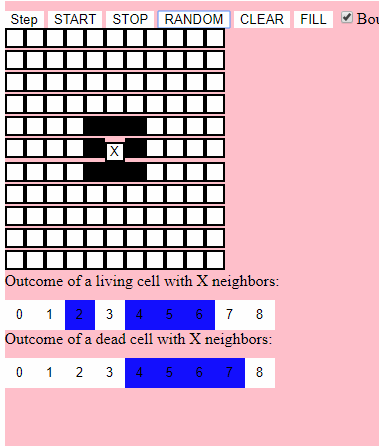 Step START STOP RANDOM CLEAR FILL Bou
X
Outcome of a living cell with X neighbors:
0 1 2 3 4 5 6 7 8
Outcome of a dead cell with X neighbors:
0 1 2 3 4 5 6 7 8